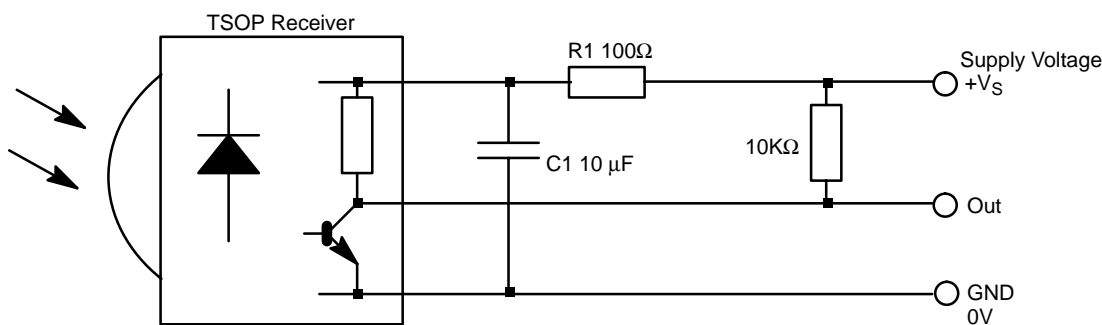 TSOP Receiver
R1 100Ω
Supply Voltage
+VS
C1 10 μF
10KΩ
Out
GND
0V